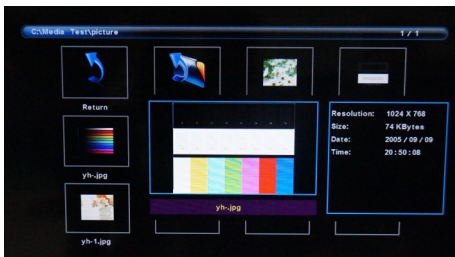 C:\Media Test\picture
1 / 1
Return
Resolution: 1024 X 768
Size: 74 KBytes
Date: 2005 / 09 / 09
Time: 20 : 50 : 08
yh-.jpg
yh-.jpg
yh-1.jpg